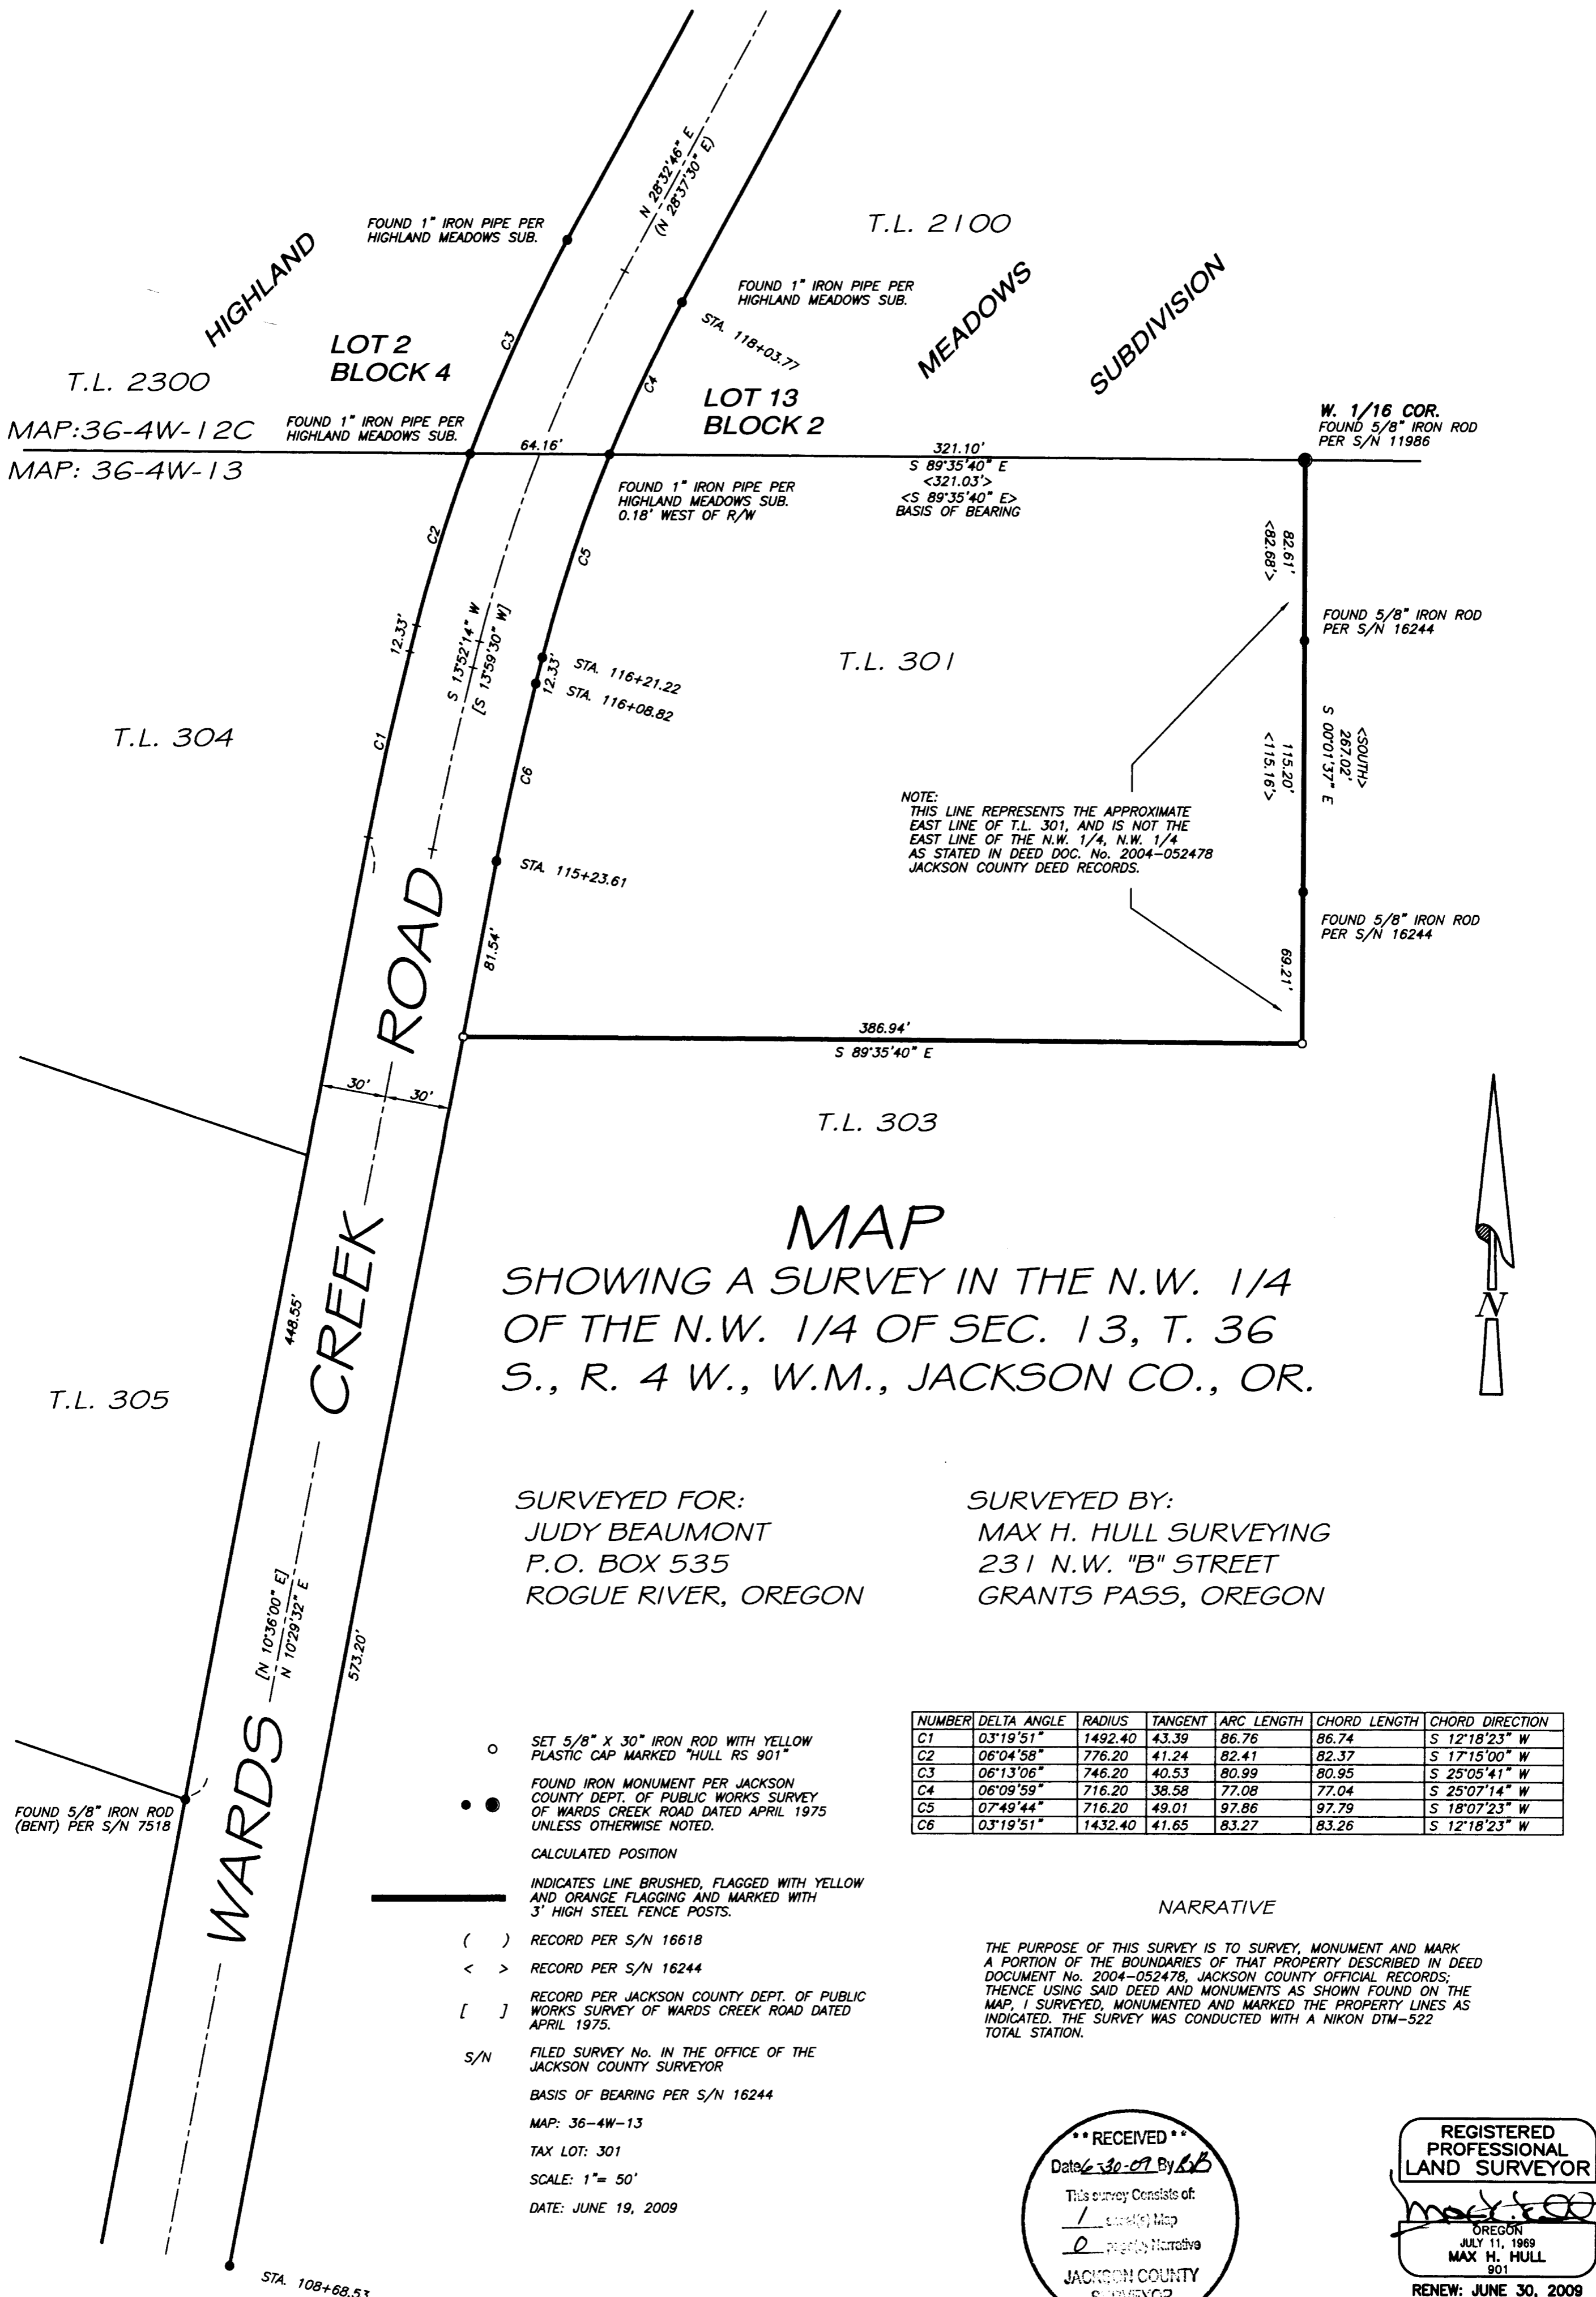 N 28°32'46" E
(N 28°37'30" E)
FOUND 1" IRON PIPE PER
HIGHLAND MEADOWS SUB.
T.L. 2100
HIGHLAND
MEADOWS
SUBDIVISION
FOUND 1" IRON PIPE PER
HIGHLAND MEADOWS SUB.
STA. 118+03.77
C3
C4
LOT 2
BLOCK 4
LOT 13
BLOCK 2
T.L. 2300
MAP:36-4W-12C
MAP: 36-4W-13
FOUND 1" IRON PIPE PER
HIGHLAND MEADOWS SUB.
64.16'
321.10'
S 89°35'40" E
<321.03'>
<S 89°35'40" E>
BASIS OF BEARING
W. 1/16 COR.
FOUND 5/8" IRON ROD
PER S/N 11986
FOUND 1" IRON PIPE PER
HIGHLAND MEADOWS SUB.
0.18' WEST OF R/W
C2
C5
12.33'
S 13°52'14" W
[S 13°59'30" W]
12.33'
STA. 116+21.22
STA. 116+08.82
T.L. 301
82.61'
<82.68'>
FOUND 5/8" IRON ROD
PER S/N 16244
T.L. 304
C1
C6
<SOUTH>
267.02'
S 00°01'37" E
115.20'
<115.16'>
NOTE:
THIS LINE REPRESENTS THE APPROXIMATE
EAST LINE OF T.L. 301, AND IS NOT THE
EAST LINE OF THE N.W. 1/4, N.W. 1/4
AS STATED IN DEED DOC. No. 2004-052478
JACKSON COUNTY DEED RECORDS.
STA. 115+23.61
81.54'
FOUND 5/8" IRON ROD
PER S/N 16244
69.21'
386.94'
S 89°35'40" E
30'
30'
T.L. 303
WARDS CREEK ROAD
N
MAP
SHOWING A SURVEY IN THE N.W. 1/4
OF THE N.W. 1/4 OF SEC. 13, T. 36
S., R. 4 W., W.M., JACKSON CO., OR.
448.55'
T.L. 305
SURVEYED FOR:
JUDY BEAUMONT
P.O. BOX 535
ROGUE RIVER, OREGON
SURVEYED BY:
MAX H. HULL SURVEYING
231 N.W. "B" STREET
GRANTS PASS, OREGON
[N 10°36'00" E]
N 10°29'32" E
573.20'
FOUND 5/8" IRON ROD
(BENT) PER S/N 7518
STA. 108+68.53
SET 5/8" X 30" IRON ROD WITH YELLOW
PLASTIC CAP MARKED "HULL RS 901"
FOUND IRON MONUMENT PER JACKSON
COUNTY DEPT. OF PUBLIC WORKS SURVEY
OF WARDS CREEK ROAD DATED APRIL 1975
UNLESS OTHERWISE NOTED.
CALCULATED POSITION
INDICATES LINE BRUSHED, FLAGGED WITH YELLOW
AND ORANGE FLAGGING AND MARKED WITH
3' HIGH STEEL FENCE POSTS.
( ) RECORD PER S/N 16618
< > RECORD PER S/N 16244
[ ] RECORD PER JACKSON COUNTY DEPT. OF PUBLIC
WORKS SURVEY OF WARDS CREEK ROAD DATED
APRIL 1975.
S/N FILED SURVEY No. IN THE OFFICE OF THE
JACKSON COUNTY SURVEYOR
BASIS OF BEARING PER S/N 16244
MAP: 36-4W-13
TAX LOT: 301
SCALE: 1"= 50'
DATE: JUNE 19, 2009
NUMBER DELTA ANGLE RADIUS TANGENT ARC LENGTH CHORD LENGTH CHORD DIRECTION
C1 03°19'51" 1492.40 43.39 86.76 86.74 S 12°18'23" W
C2 06°04'58" 776.20 41.24 82.41 82.37 S 17°15'00" W
C3 06°13'06" 746.20 40.53 80.99 80.95 S 25°05'41" W
C4 06°09'59" 716.20 38.58 77.08 77.04 S 25°07'14" W
C5 07°49'44" 716.20 49.01 97.86 97.79 S 18°07'23" W
C6 03°19'51" 1432.40 41.65 83.27 83.26 S 12°18'23" W
NARRATIVE
THE PURPOSE OF THIS SURVEY IS TO SURVEY, MONUMENT AND MARK
A PORTION OF THE BOUNDARIES OF THAT PROPERTY DESCRIBED IN DEED
DOCUMENT No. 2004-052478, JACKSON COUNTY OFFICIAL RECORDS;
THENCE USING SAID DEED AND MONUMENTS AS SHOWN FOUND ON THE
MAP, I SURVEYED, MONUMENTED AND MARKED THE PROPERTY LINES AS
INDICATED. THE SURVEY WAS CONDUCTED WITH A NIKON DTM-522
TOTAL STATION.
** RECEIVED **
Date 6-30-09 By
This survey Consists of:
1 Map
0 Narrative
JACKSON COUNTY
SURVEYOR
REGISTERED
PROFESSIONAL
LAND SURVEYOR
OREGON
JULY 11, 1969
MAX H. HULL
901
RENEW: JUNE 30, 2009